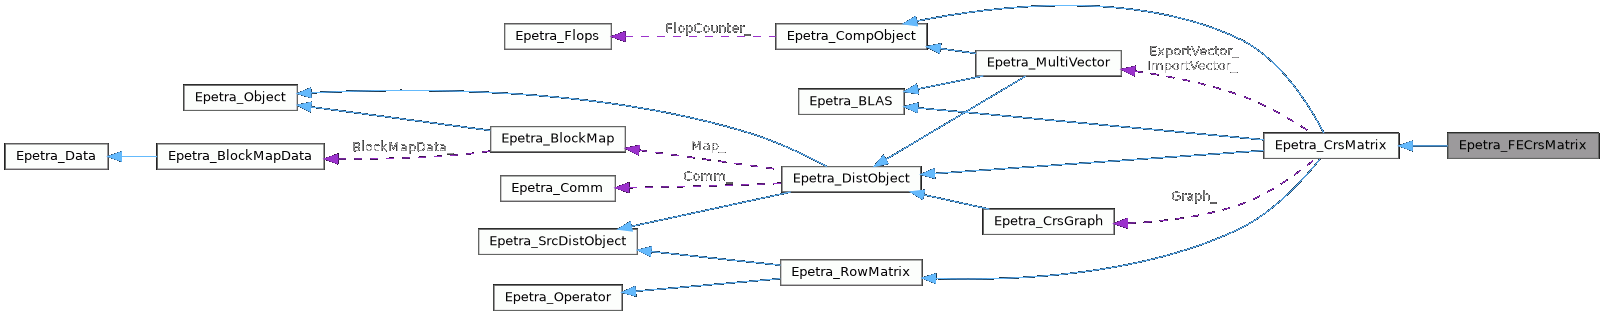 Epetra_Flops
FlopCounter_
Epetra_CompObject
ExportVector_
ImportVector_
Epetra_MultiVector
Epetra_Object
Epetra_BLAS
Epetra_Data
Epetra_BlockMapData
BlockMapData_
Epetra_BlockMap
Map_
Epetra_CrsMatrix
Epetra_FECrsMatrix
Epetra_Comm
Comm_
Epetra_DistObject
Graph_
Epetra_CrsGraph
Epetra_SrcDistObject
Epetra_RowMatrix
Epetra_Operator